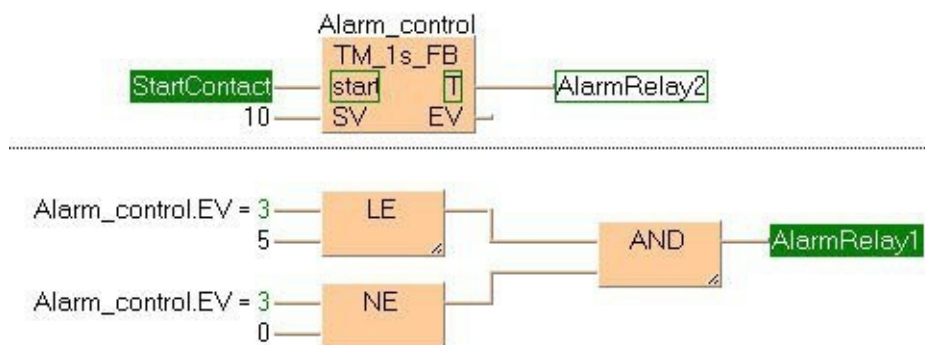 Alarm_control
TM_1s_FB
StartContact start T AlarmRelay2
10 SV EV
Alarm_control.EV = 3 LE
5 AND AlarmRelay1
Alarm_control.EV = 3 NE
0